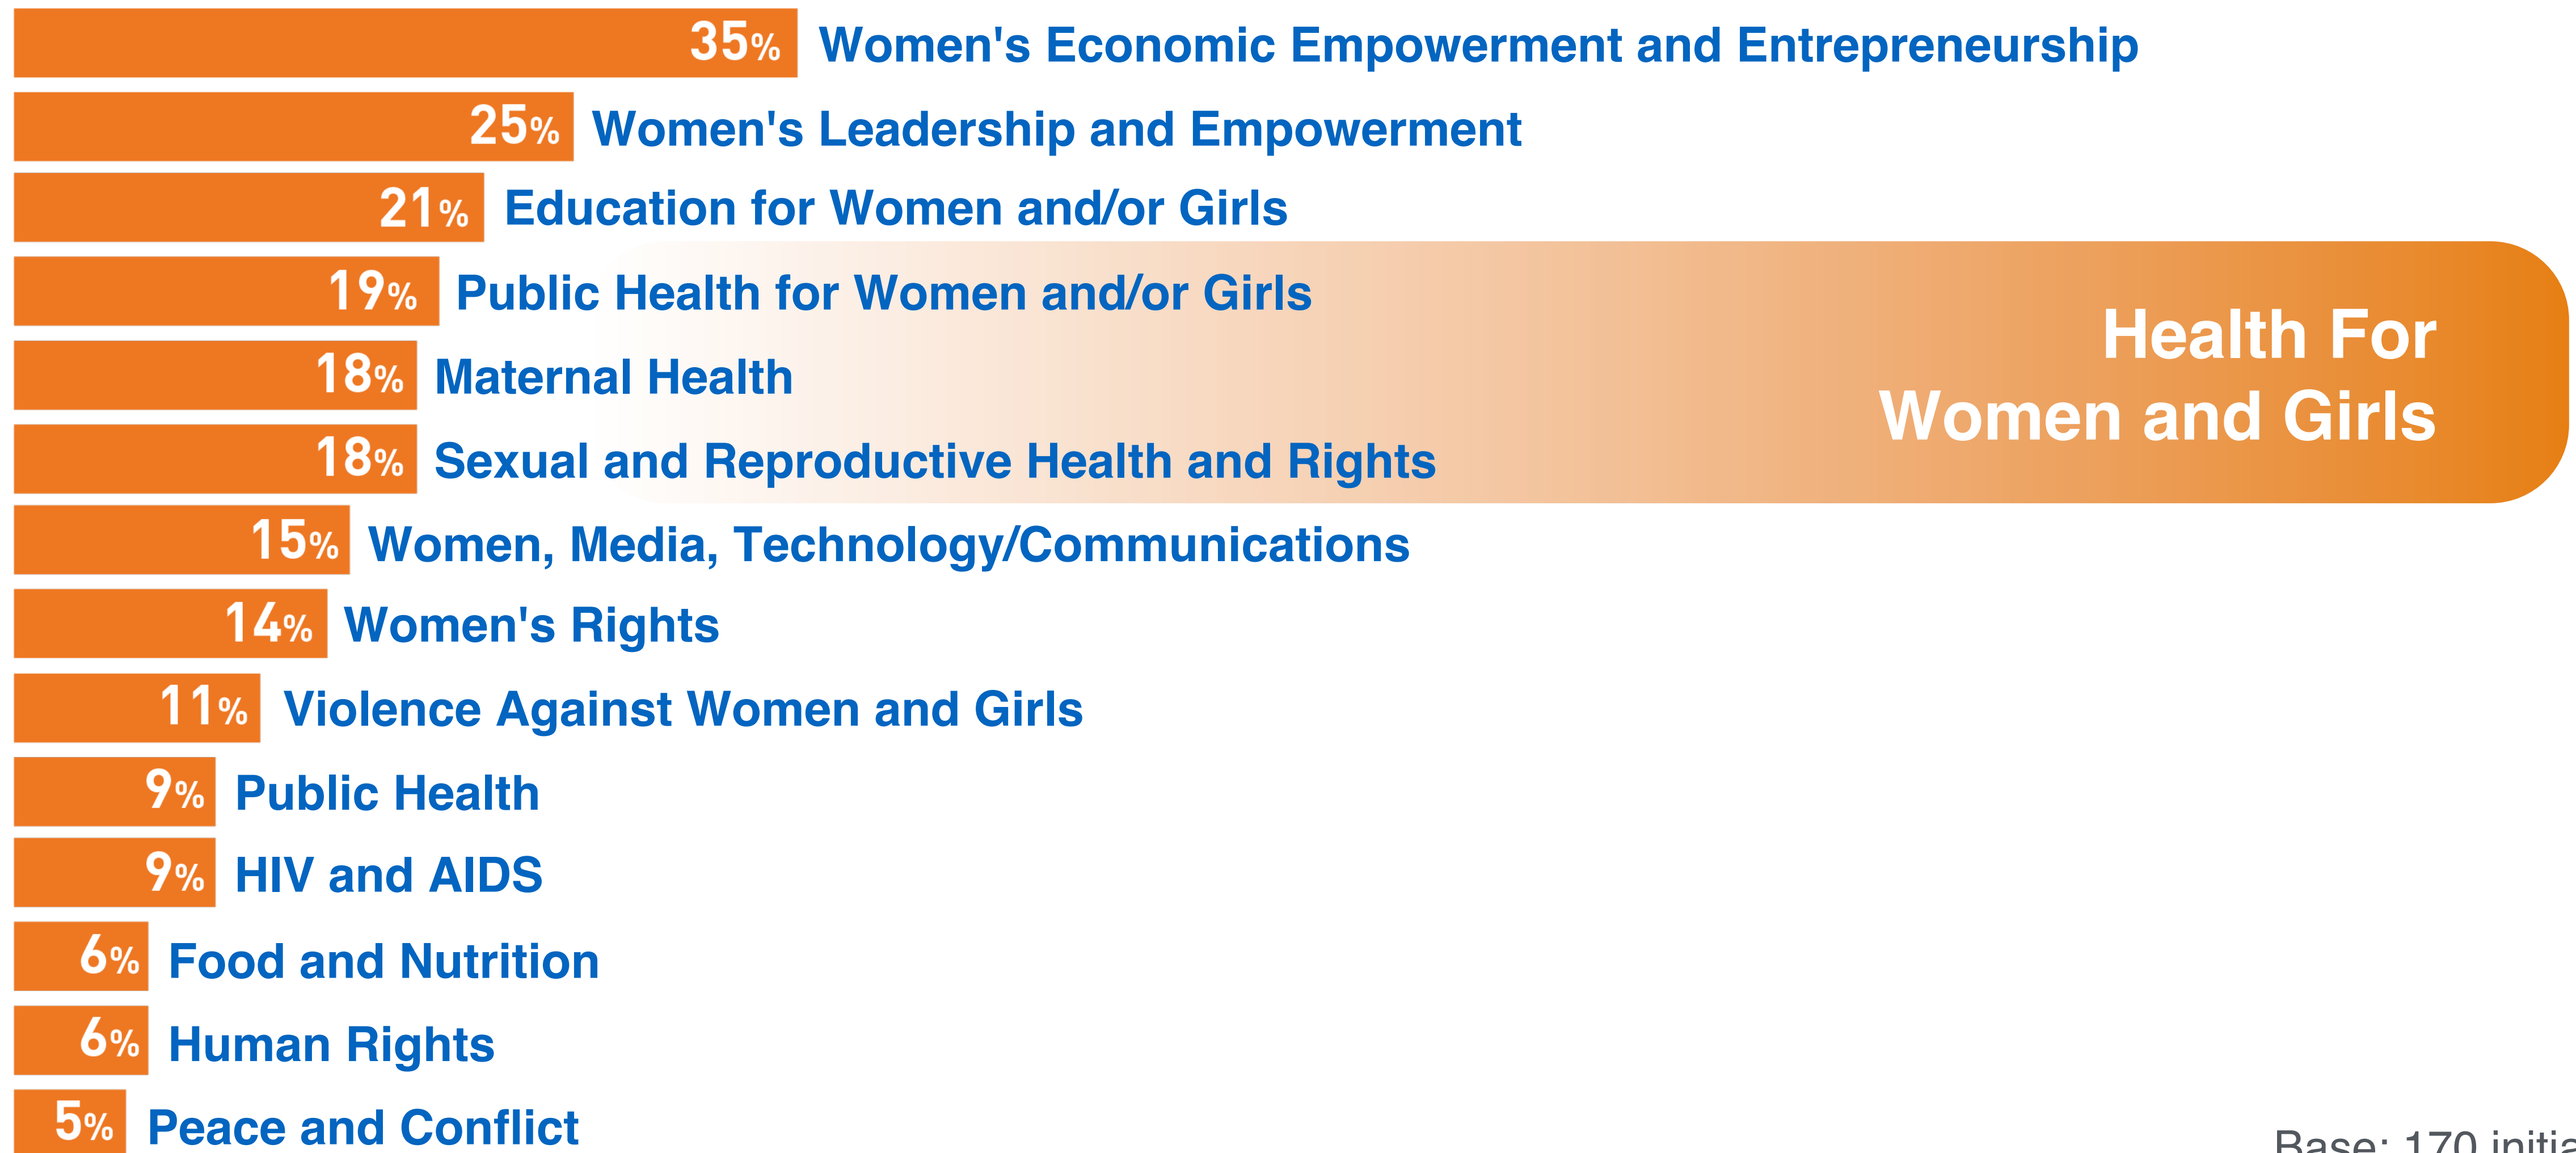 35% Women's Economic Empowerment and Entrepreneurship
25% Women's Leadership and Empowerment
21% Education for Women and/or Girls
19% Public Health for Women and/or Girls
18% Maternal Health
18% Sexual and Reproductive Health and Rights
Health For
Women and Girls
15% Women, Media, Technology/Communications
14% Women's Rights
11% Violence Against Women and Girls
9% Public Health
9% HIV and AIDS
6% Food and Nutrition
6% Human Rights
5% Peace and Conflict
Base: 170